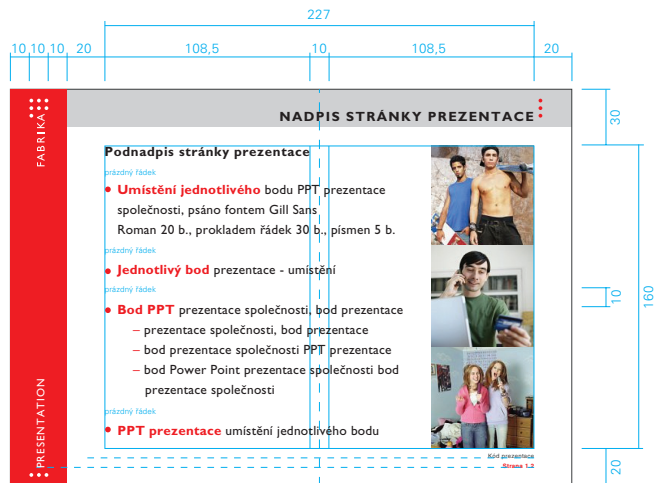 227
10 10 10 20 108,5 10 108,5 20
FABRIKA
NADPIS STRÁNKY PREZENTACE
30
Podnadpis stránky prezentace
prázdný řádek
• Umístění jednotlivého bodu PPT prezentace
společnosti, psáno fontem Gill Sans
Roman 20 b., prokladem řádek 30 b., písmen 5 b.
prázdný řádek
• Jednotlivý bod prezentace - umístění
prázdný řádek
• Bod PPT prezentace společnosti, bod prezentace
– prezentace společnosti, bod prezentace
– bod prezentace společnosti PPT prezentace
– bod Power Point prezentace společnosti bod
prezentace společnosti
prázdný řádek
• PPT prezentace umístění jednotlivého bodu
10
160
PRESENTATION
Kód prezentace
Strana 1.2
20